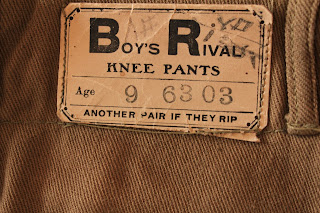 BOY'S RIVAL
KNEE PANTS
Age 9 6303
ANOTHER PAIR IF THEY RIP